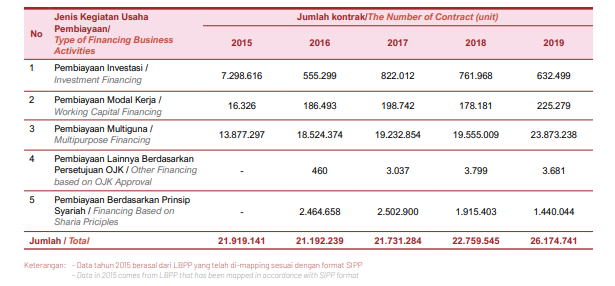 No Jenis Kegiatan Usaha Pembiayaan/ Type of Financing Business Activities Jumlah kontrak/The Number of Contract (unit)
2015 2016 2017 2018 2019
1 Pembiayaan Investasi / 7.298.616 555.299 822.012 761.968 632.499
Investment Financing
2 Pembiayaan Modal Kerja / 16.326 186.493 198.742 178.181 225.279
Working Capital Financing
3 Pembiayaan Multiguna / 13.877.297 18.524.374 19.232.854 19.555.009 23.873.238
Multipurpose Financing
4 Pembiayaan Lainnya Berdasarkan
Persetujuan OJK / Other Financing - 460 3.037 3.799 3.681
based on OJK Approval
5 Pembiayaan Berdasarkan Prinsip
Syariah / Financing Based on - 2.464.658 2.502.900 1.915.403 1.440.044
Sharia Priciples
Jumlah / Total 21.919.141 21.192.239 21.731.284 22.759.545 26.174.741
Keterangan: - Data tahun 2015 berasal dari LBPP yang telah di-mapping sesuai dengan format SIPP
- Data in 2015 comes from LBPP that has been mapped in accordance with SIPP format